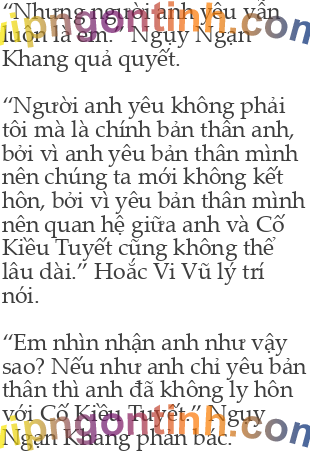 “Nhưng người anh yêu vẫn
luôn là em.” Ngụy Ngạn
Khang quả quyết.
“Người anh yêu không phải
tôi mà là chính bản thân anh,
bởi vì anh yêu bản thân mình
nên chúng ta mới không kết
hôn, bởi vì yêu bản thân mình
nên quan hệ giữa anh và Cố
Kiều Tuyết cũng không thể
lâu dài.” Hoắc Vi Vũ lý trí
nói.
“Em nhìn nhận anh như vậy
sao? Nếu như anh chỉ yêu bản
thân thì anh đã không ly hôn
với Cố Kiều Tuyết.” Ngụy
Ngạn Khang phản bác.
vipngontinh.com
vipngontinh.com